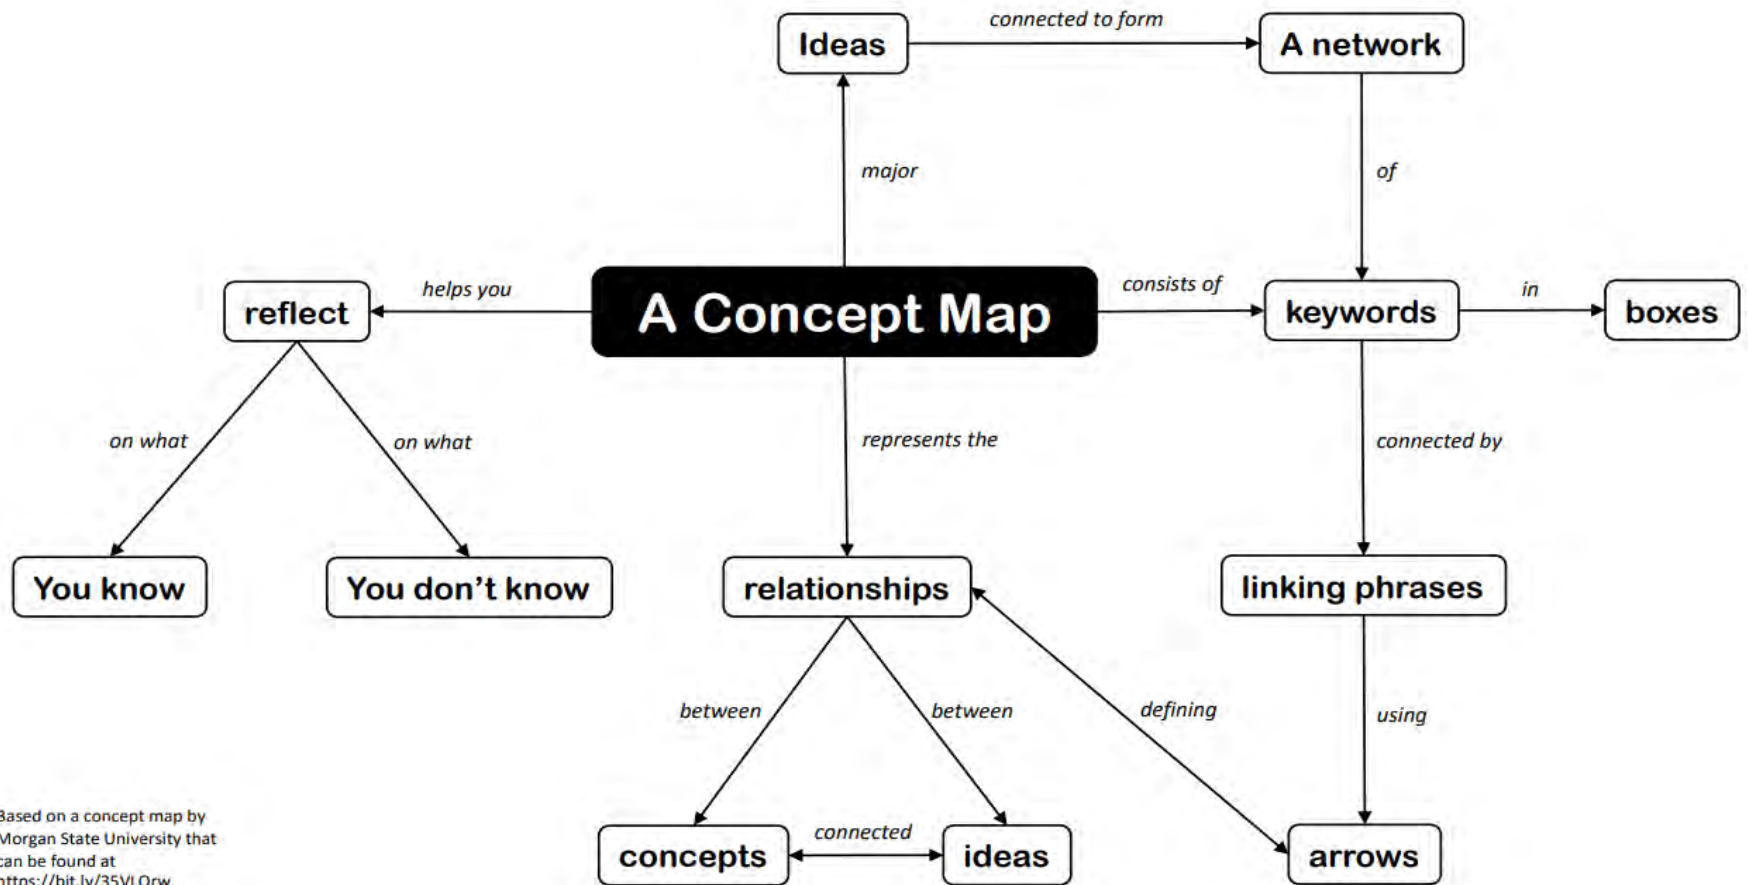 Ideas
connected to form
A network
major
of
reflect
helps you
A Concept Map
consists of
keywords
in
boxes
on what
on what
represents the
connected by
You know
You don't know
relationships
linking phrases
between
between
defining
using
Based on a concept map by
Morgan State University that
can be found at
concepts
connected
ideas
arrows